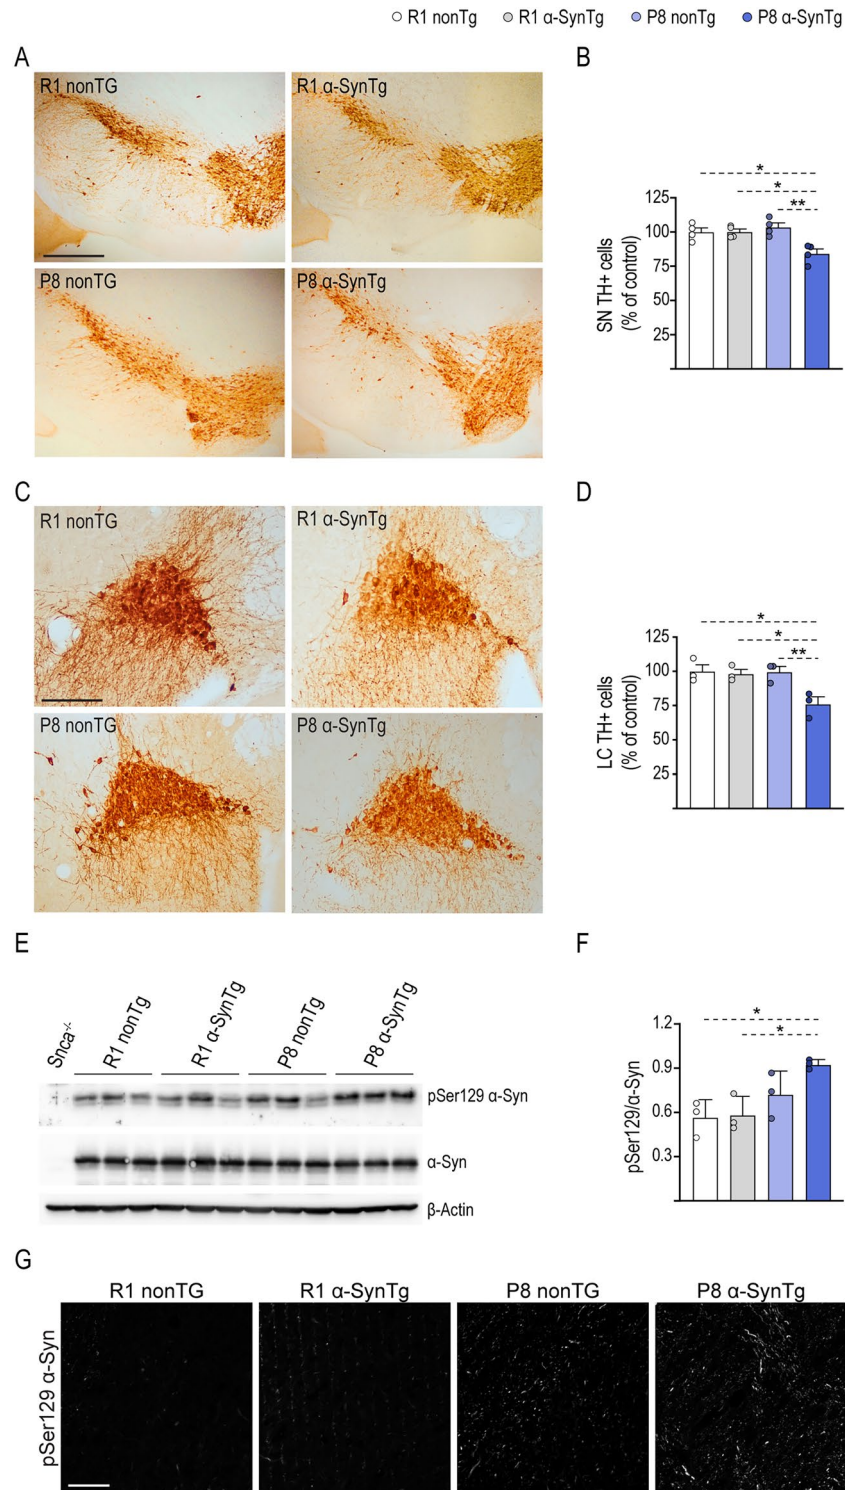 R1 nonTg R1 α-SynTg P8 nonTg P8 α-SynTg
A
R1 nonTG
R1 α-SynTg
P8 nonTG
P8 α-SynTg
B
* 
*
**
125
100
75
50
25
SN TH+ cells
(% of control)
C
R1 nonTG
R1 α-SynTg
P8 nonTG
P8 α-SynTg
D
*
*
**
125
100
75
50
25
LC TH+ cells
(% of control)
E
Snca-/-
R1 nonTg
R1 α-SynTg
P8 nonTg
P8 α-SynTg
pSer129 α-Syn
α-Syn
β-Actin
F
*
*
1.2
0.9
0.6
0.3
pSer129/α-Syn
G
R1 nonTG R1 α-SynTg P8 nonTG P8 α-SynTg
pSer129 α-Syn